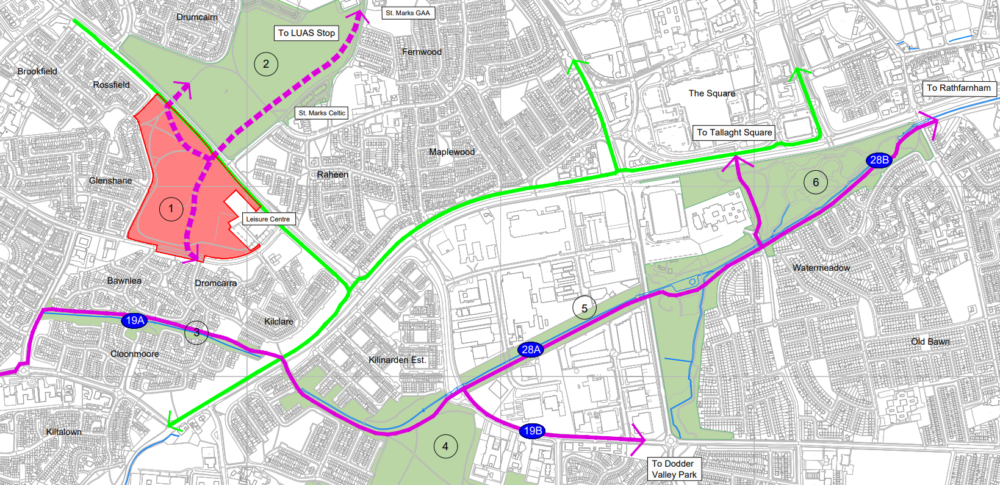 St. Marks GAA
Drumcairn
To LUAS Stop
Fernwood
2
Brookfield
Rossfield
The Square
To Rathfarnham
St. Marks Celtic
To Tallaght Square
Maplewood
28B
Raheen
Glenshane
6
1
Leisure Centre
Watermeadow
Bawnlea
Dromcarra
5
19A
Kilclare
3
Old Bawn
28A
Cloonmoore
Kilinarden Est.
Kiltalown
19B
4
To Dodder
Valley Park